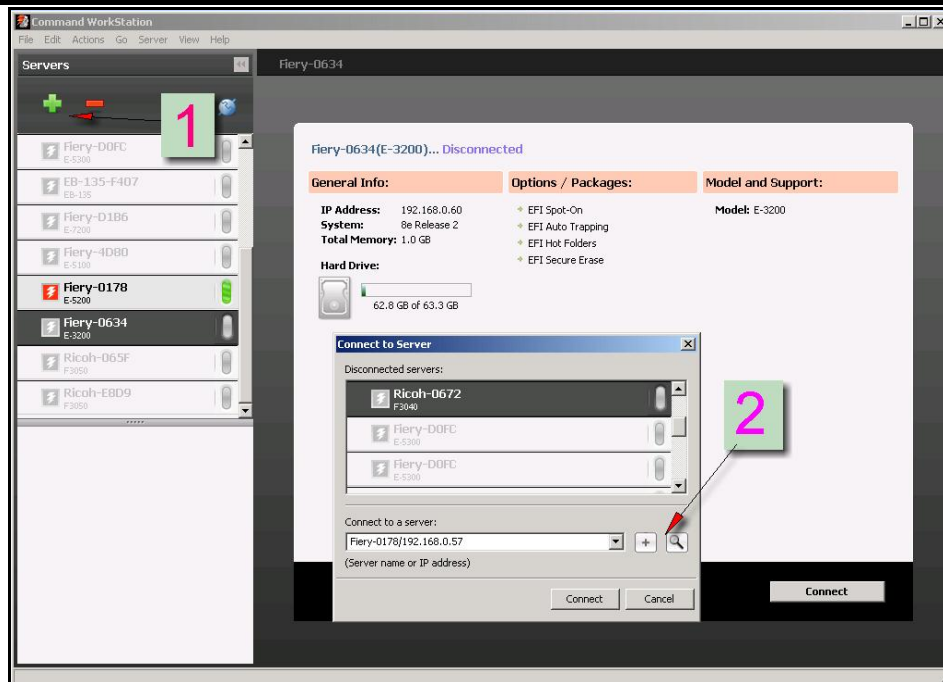 Command WorkStation
File Edit Actions Go Server View Help
Servers
Fiery-0634
1
Fiery-D0FC
E-5300
EB-135-F407
EB-135
Fiery-D1B6
E-7200
Fiery-4D80
E-5100
Fiery-0178
E-5200
Fiery-0634
E-3200
Ricoh-065F
F3050
Ricoh-E8D9
F3050
Fiery-0634(E-3200)... Disconnected
General Info:
IP Address: 192.168.0.60
System: 8e Release 2
Total Memory: 1.0 GB
Hard Drive:
62.8 GB of 63.3 GB
Options / Packages:
EFI Spot-On
EFI Auto Trapping
EFI Hot Folders
EFI Secure Erase
Model and Support:
Model: E-3200
Connect to Server
Disconnected servers:
Ricoh-0672
F3040
Fiery-D0FC
E-5300
Fiery-D0FC
E-5300
2
Connect to a server:
Fiery-0178/192.168.0.57
(Server name or IP address)
Connect Cancel
Connect